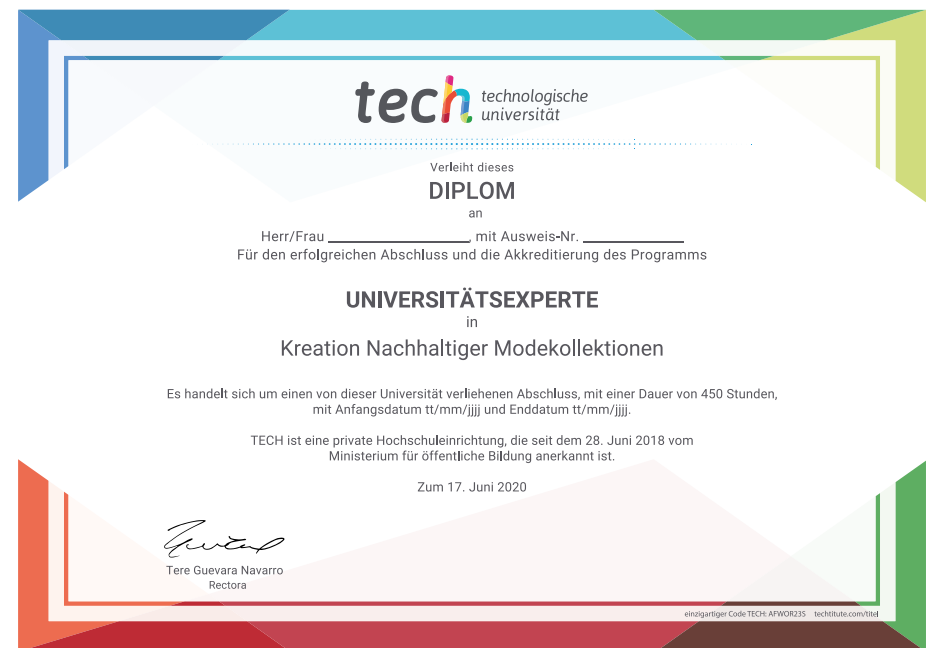 tech technologische
universität
Verleiht dieses
DIPLOM
an
Herr/Frau ____________________, mit Ausweis-Nr. ______________
Für den erfolgreichen Abschluss und die Akkreditierung des Programms
UNIVERSITÄTSEXPERTE
in
Kreation Nachhaltiger Modekollektionen
Es handelt sich um einen von dieser Universität verliehenen Abschluss, mit einer Dauer von 450 Stunden,
mit Anfangsdatum tt/mm/jjjj und Enddatum tt/mm/jjjj.
TECH ist eine private Hochschuleinrichtung, die seit dem 28. Juni 2018 vom
Ministerium für öffentliche Bildung anerkannt ist.
Zum 17. Juni 2020
Tere Guevara Navarro
Rectora
einzigartiger Code TECH: AFWOR23S techtitute.com/titel